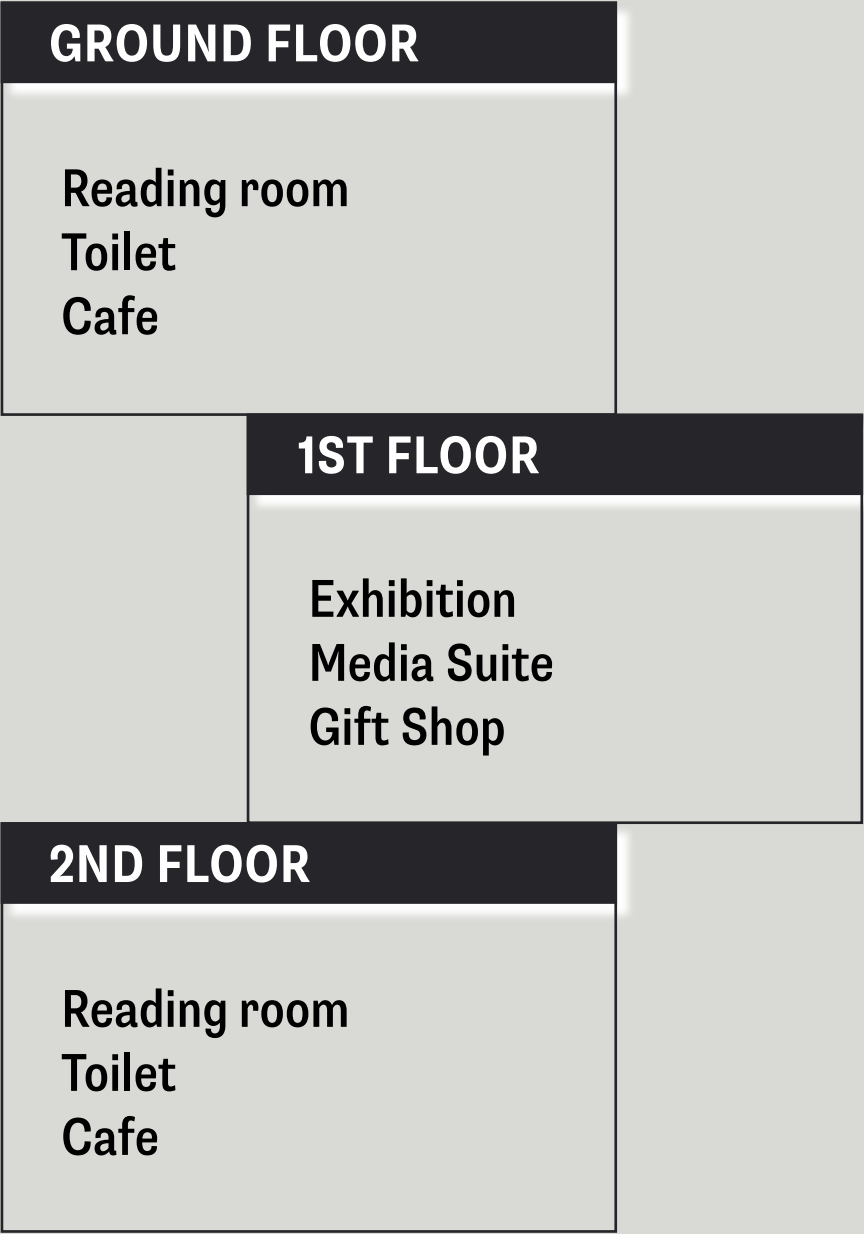 GROUND FLOOR
Reading room
Toilet
Cafe
1ST FLOOR
Exhibition
Media Suite
Gift Shop
2ND FLOOR
Reading room
Toilet
Cafe